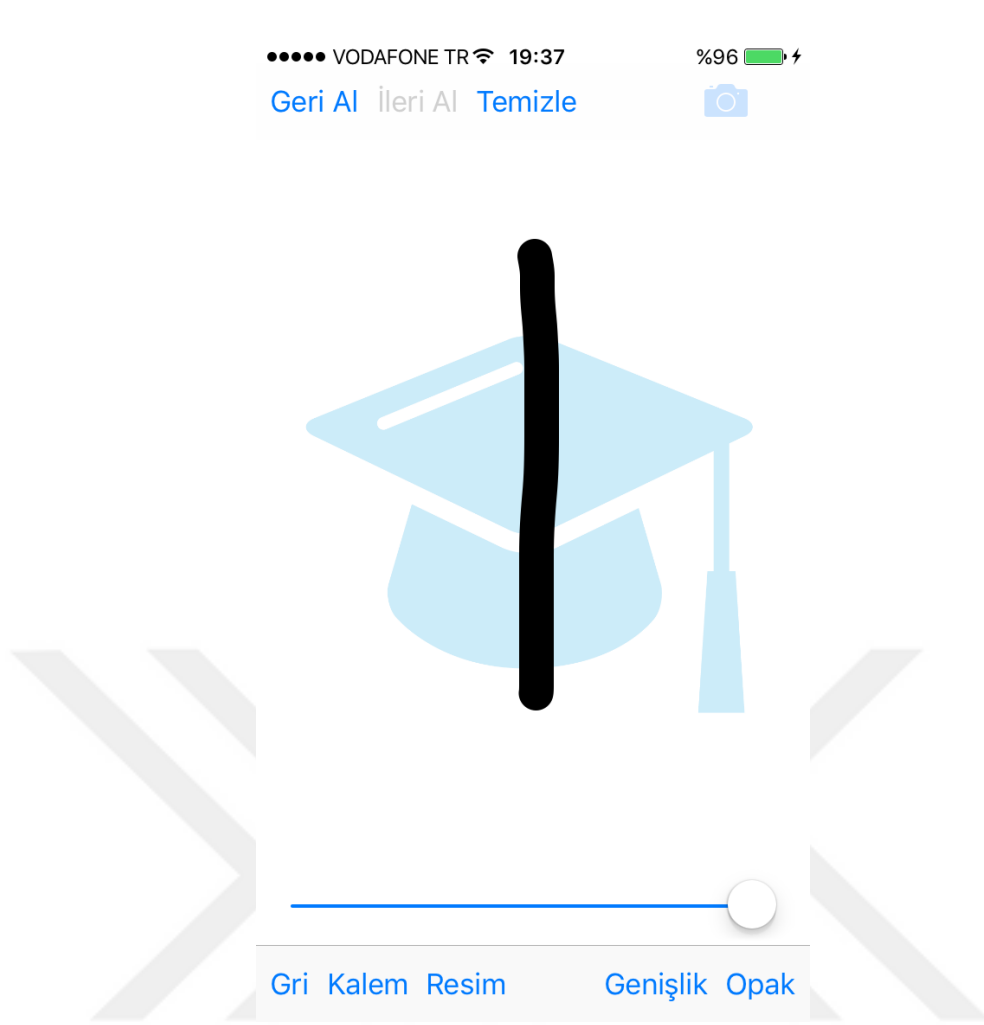 VODAFONE TR 19:37 %96
Geri Al İleri Al Temizle
Gri Kalem Resim Genişlik Opak